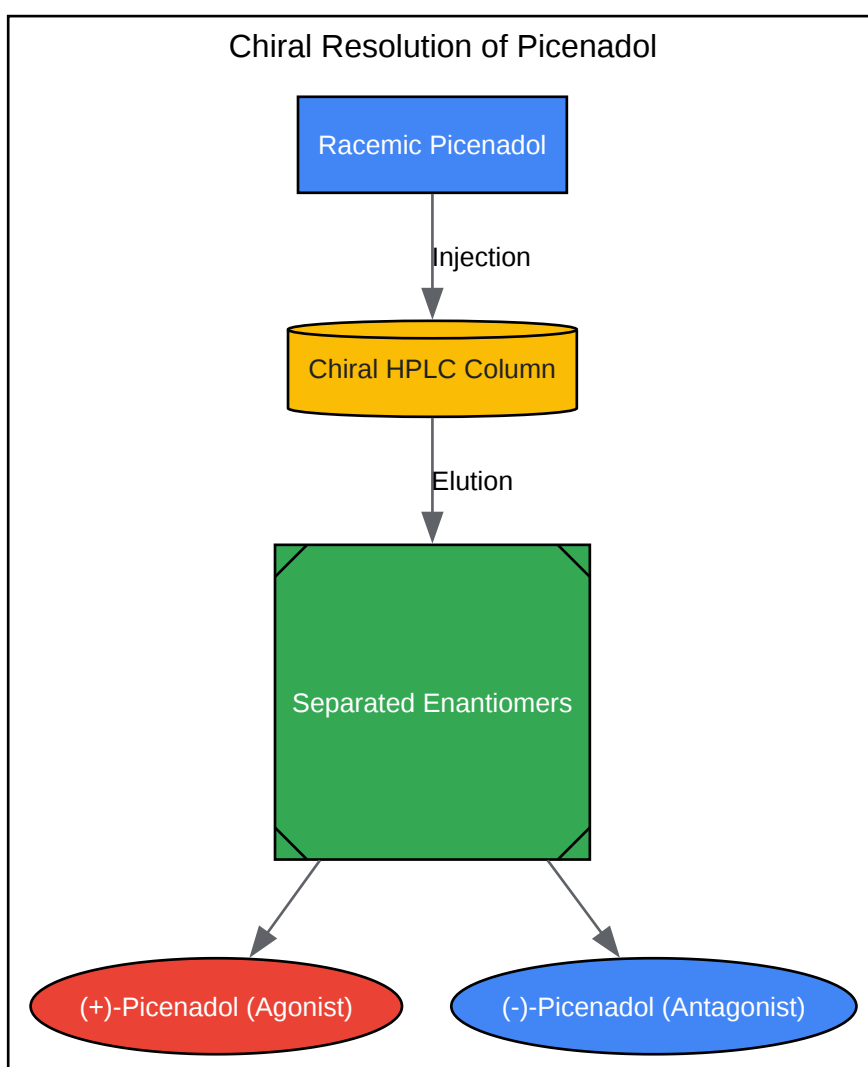 Chiral Resolution of Picenadol
Racemic Picenadol
Injection
Chiral HPLC Column
Elution
Separated Enantiomers
(+)-Picenadol (Agonist)
(-)-Picenadol (Antagonist)